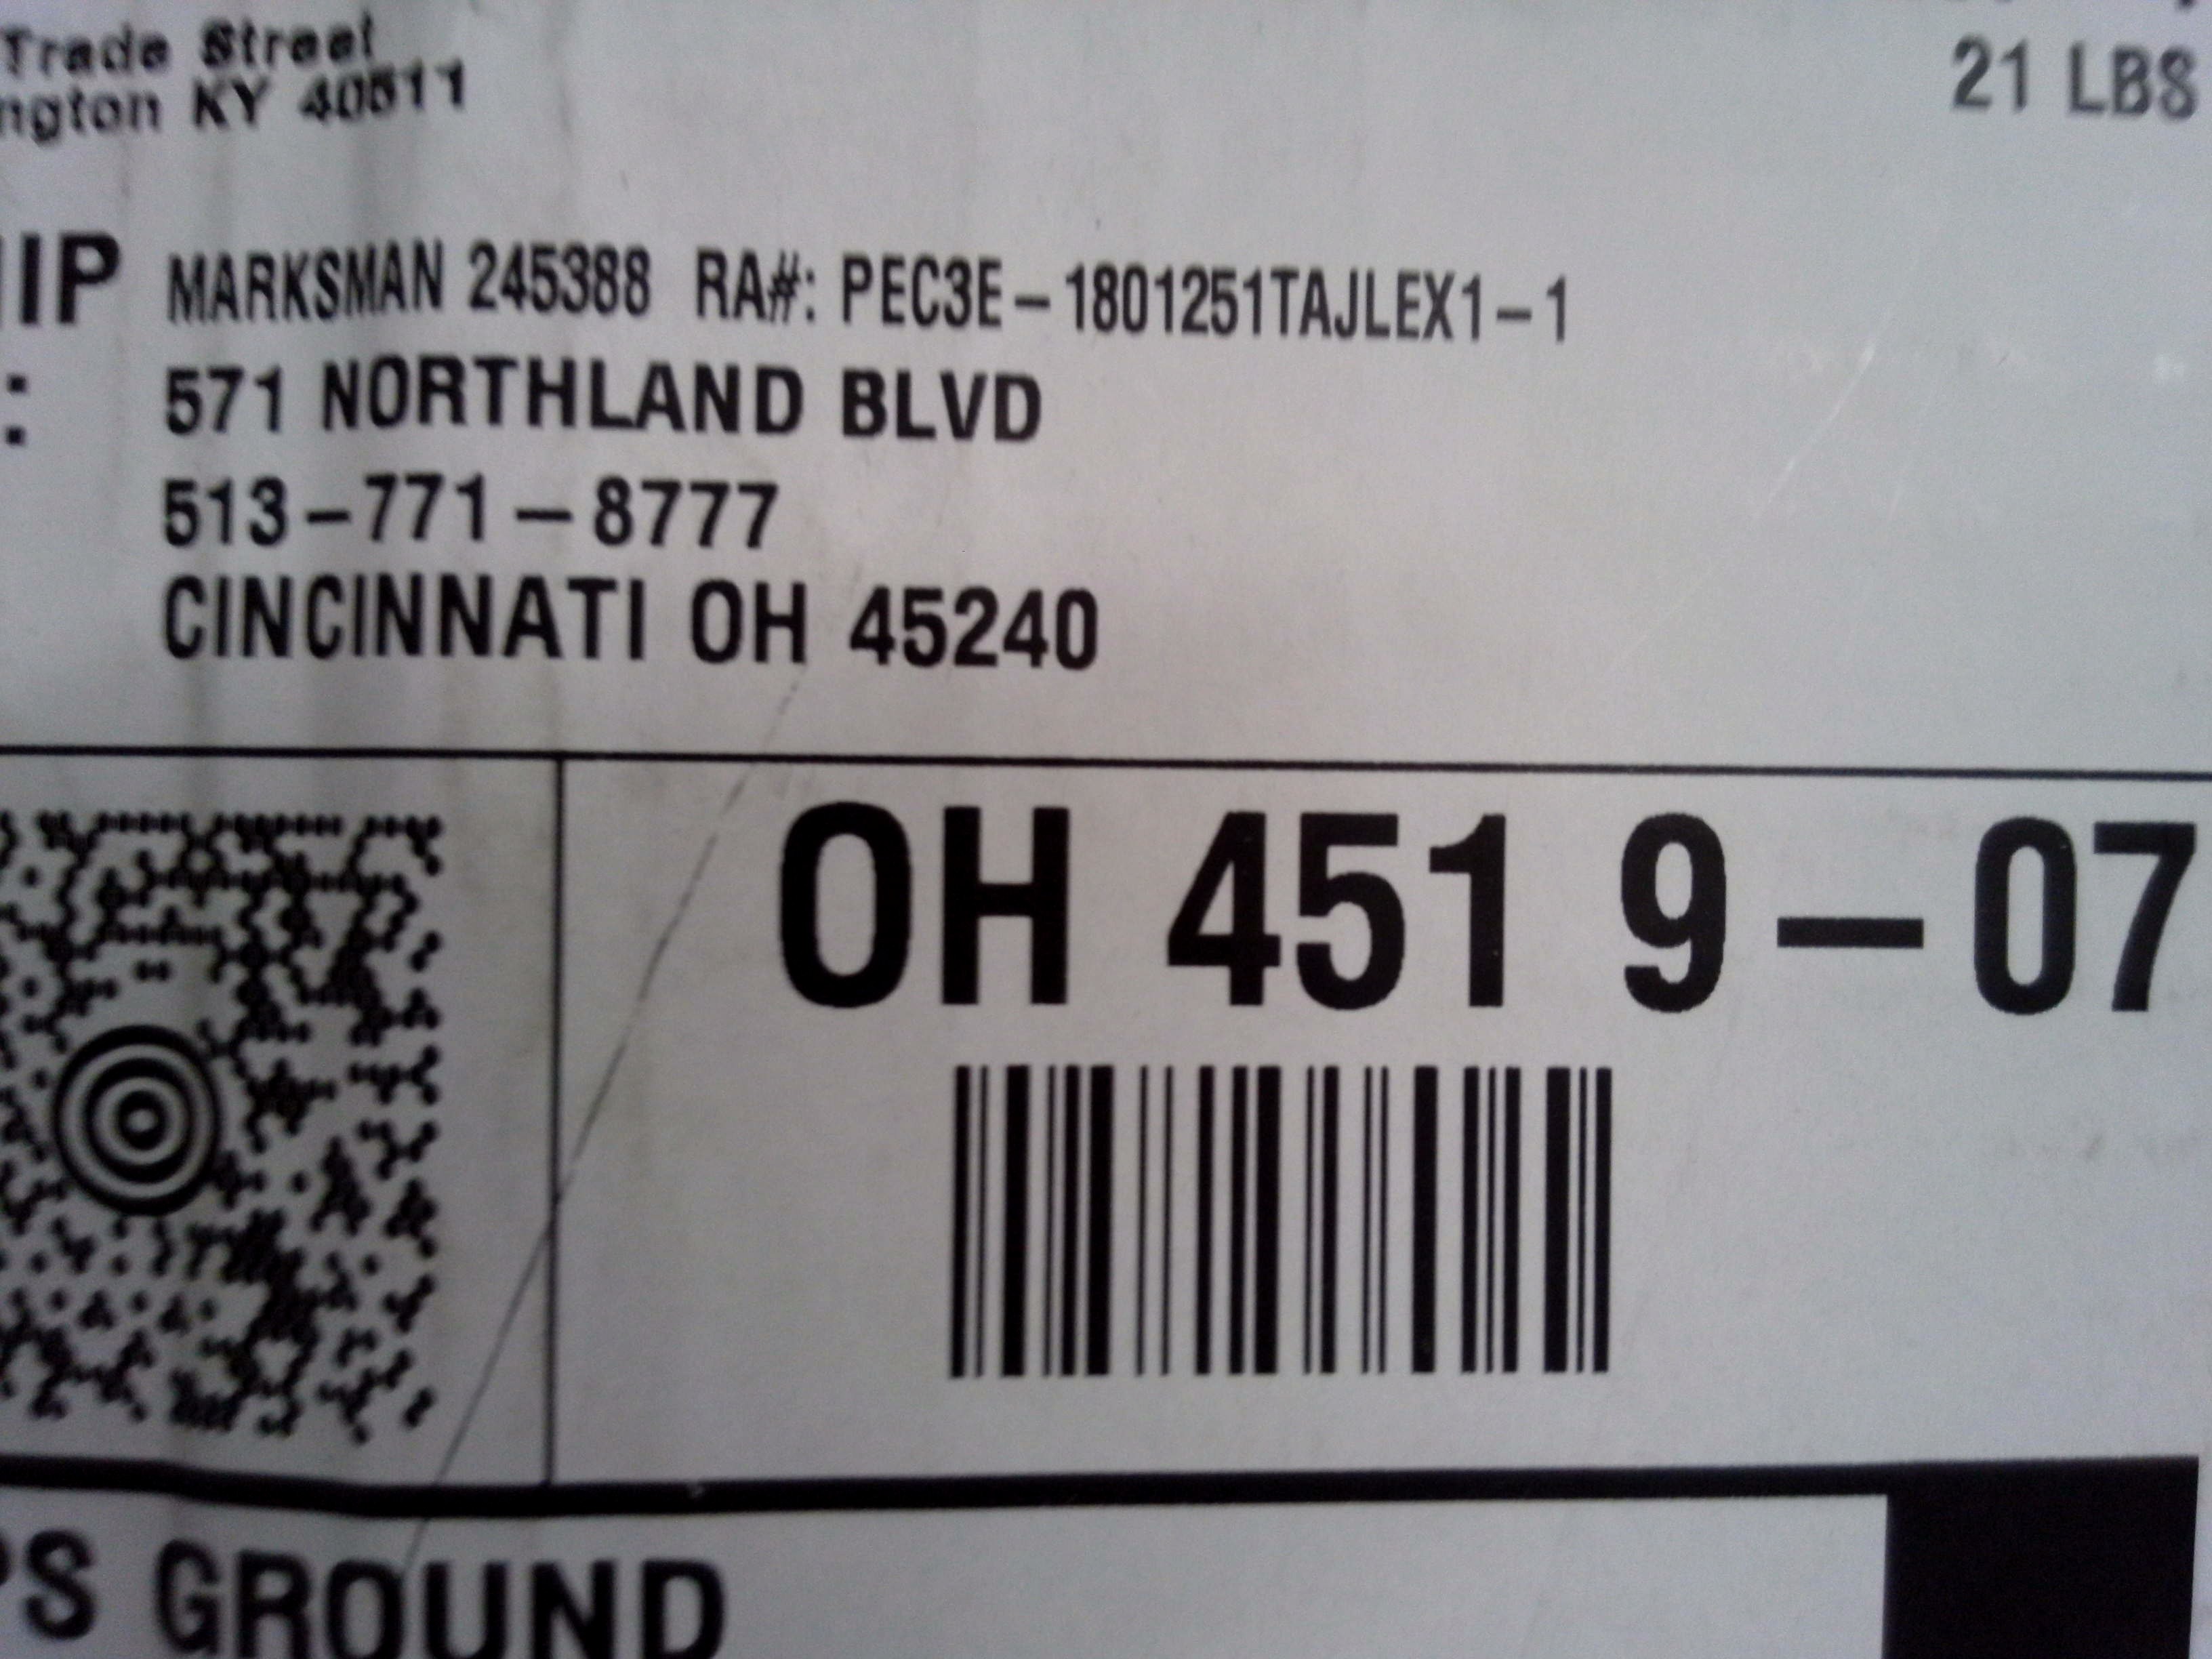 Trade Street
21 LBS
ngton KY 40511
IP MARKSMAN 245388 RA#: PEC3E-1801251TAJLEX1-1
: 571 NORTHLAND BLVD
513-771-8777
CINCINNATI OH 45240
OH 451 9-07
PS GROUND